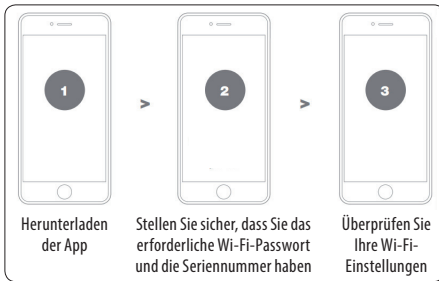 1
>
2
>
3
Herunterladen
der App
Stellen Sie sicher, dass Sie das
erforderliche Wi-Fi-Passwort
und die Seriennummer haben
Überprüfen Sie
Ihre Wi-Fi-
Einstellungen